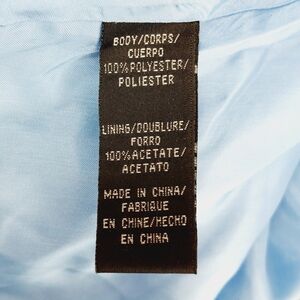 BODY/CORPS/
CUERPO
100%POLYESTER/
POLIESTER
LINING/DOUBLURE/
FORRO
100%ACETATE/
ACETATO
MADE IN CHINA/
FABRIQUE
EN CHINE/HECHO
EN CHINA